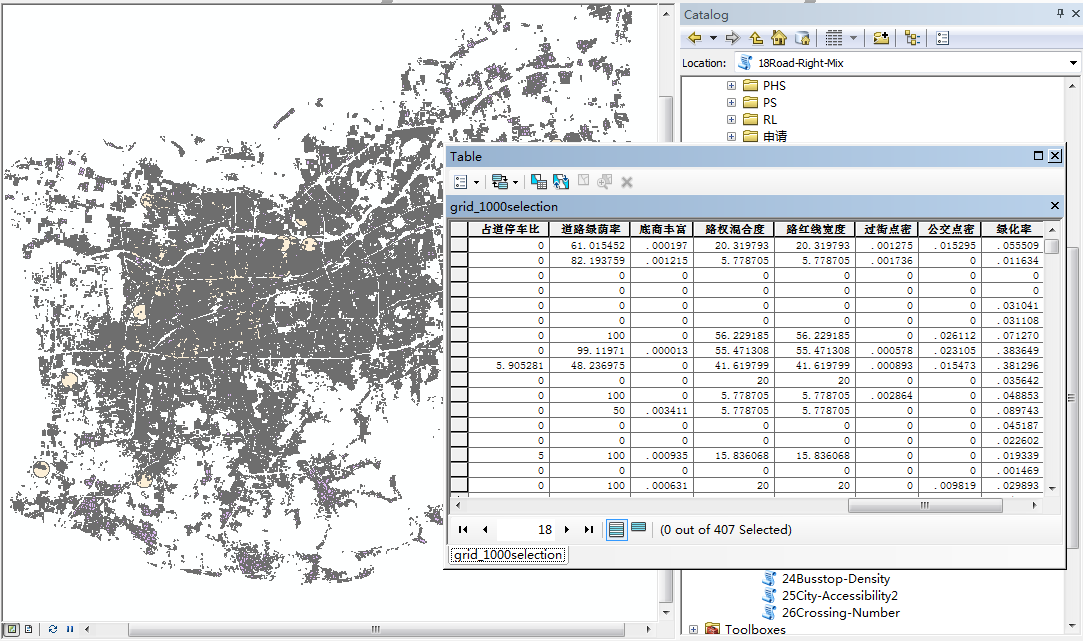 Catalog
Location: 18Road-Right-Mix
PHS
PS
RL
申请
Table
grid_1000selection
占道停车比 道路绿荫率 底商丰富 路权混合度 路红线宽度 过街点密 公交点密 绿化率
0 61.015452 .000197 20.319793 20.319793 .001275 .015295 .055509
0 82.193759 .001215 5.778705 5.778705 .001736 0 .011634
0 0 0 0 0 0 0 0
0 0 0 0 0 0 0 0
0 0 0 0 0 0 0 .031041
0 0 0 0 0 0 0 .031108
0 100 0 56.229185 56.229185 0 .026112 .071270
0 99.11971 .000013 55.471308 55.471308 .000578 .023105 .383649
5.905281 48.236975 0 41.619799 41.619799 .000893 .015473 .381296
0 0 0 20 20 0 0 .035642
0 100 0 5.778705 5.778705 .002864 0 .048853
0 50 .003411 5.778705 5.778705 0 0 .089743
0 0 0 0 0 0 0 .045187
0 0 0 0 0 0 0 .022602
5 100 .000935 15.836068 15.836068 0 0 .019339
0 0 0 0 0 0 0 .001469
0 100 .000631 20 20 0 .009819 .029893
18 (0 out of 407 Selected)
grid_1000selection
24Busstop-Density
25City-Accessibility2
26Crossing-Number
Toolboxes